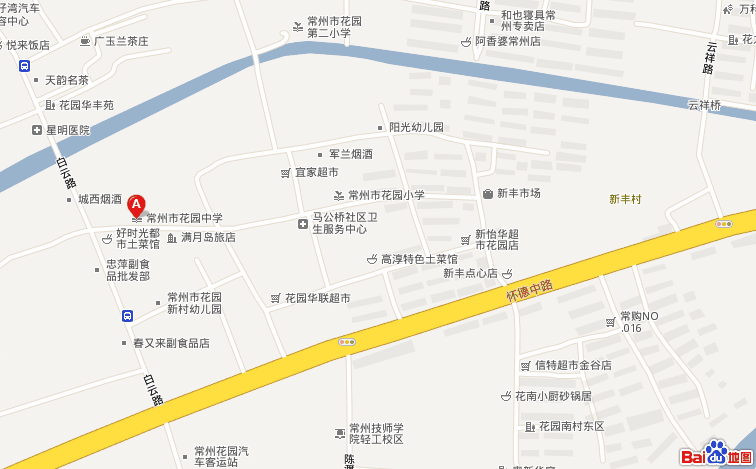 仔湾汽车
容中心
悦来饭店
广玉兰茶庄
常州市花园
第二小学
路
和也寝具常
州专卖店
阿香婆常州店
万和
花
云祥路
云祥桥
天韵名茶
花园华丰苑
星明医院
白云路
阳光幼儿园
军兰烟酒
宜家超市
城西烟酒
A
常州市花园中学
常州市花园小学
新丰市场
新丰村
好时光都
市土菜馆
满月岛旅店
马公桥社区卫
生服务中心
新怡华超
市花园店
忠萍副食
品批发部
高淳特色土菜馆
新丰点心店
常州市花园
新村幼儿园
花园华联超市
怀德中路
常购NO
.016
春又来副食品店
信特超市金谷店
白云路
花南小厨砂锅居
常州技师学
院轻工校区
花园南村东区
常州花园汽
车客运站
陈
Bai du 地图